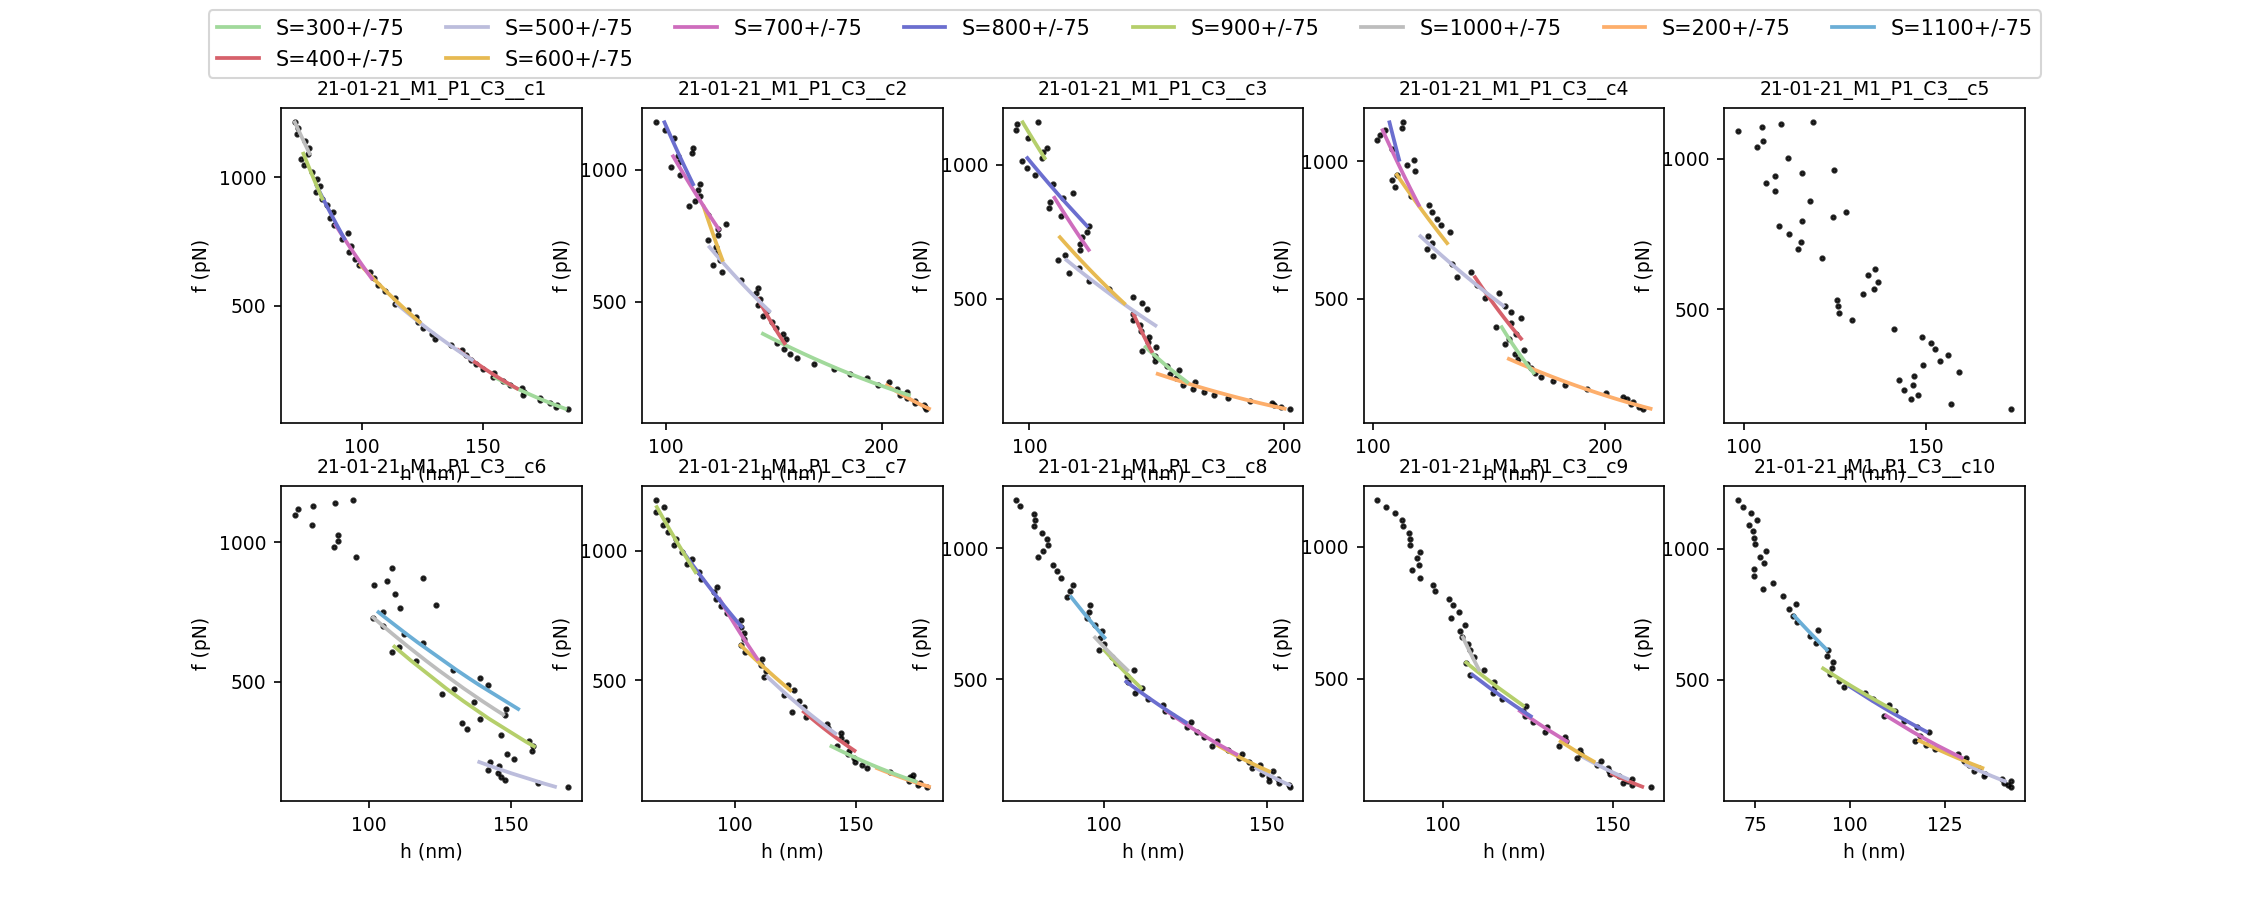 S=300+/-75 S=500+/-75 S=700+/-75 S=800+/-75 S=900+/-75 S=1000+/-75 S=200+/-75 S=1100+/-75
S=400+/-75 S=600+/-75
21-01-21_M1_P1_C3__c1 21-01-21_M1_P1_C3__c2 21-01-21_M1_P1_C3__c3 21-01-21_M1_P1_C3__c4 21-01-21_M1_P1_C3__c5
1000 1000 1000 1000 1000
f (pN) f (pN) f (pN) f (pN) f (pN)
500 500 500 500 500
100 150 100 200 100 200 100 200 100 150
h (nm) h (nm) h (nm) h (nm) h (nm)
21-01-21_M1_P1_C3__c6 21-01-21_M1_P1_C3__c7 21-01-21_M1_P1_C3__c8 21-01-21_M1_P1_C3__c9 21-01-21_M1_P1_C3__c10
1000 1000 1000 1000 1000
f (pN) f (pN) f (pN) f (pN) f (pN)
500 500 500 500 500
100 150 100 150 100 150 100 150 75 100 125
h (nm) h (nm) h (nm) h (nm) h (nm)